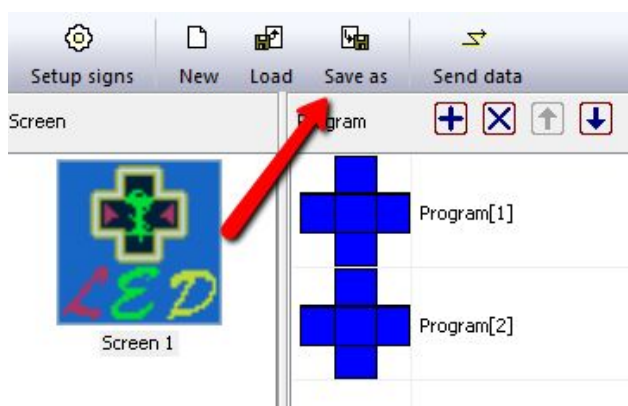 Setup signs New Load Save as Send data
Screen Program
LED
Screen 1
Program[1]
Program[2]